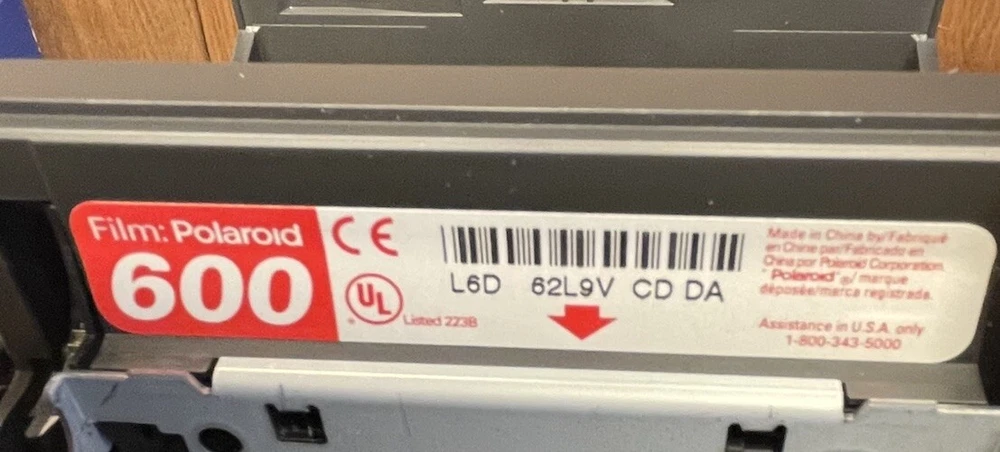 Film: Polaroid
600
CE
UL
®
Listed 223B
L6D 62L9V CD DA
Made in China by/Fabriqué
en Chine par/Fabricado en
China por Polaroid Corporation.
"Polaroid" ®/ marque
déposée/marca registrada.
Assistance in U.S.A. only
1-800-343-5000